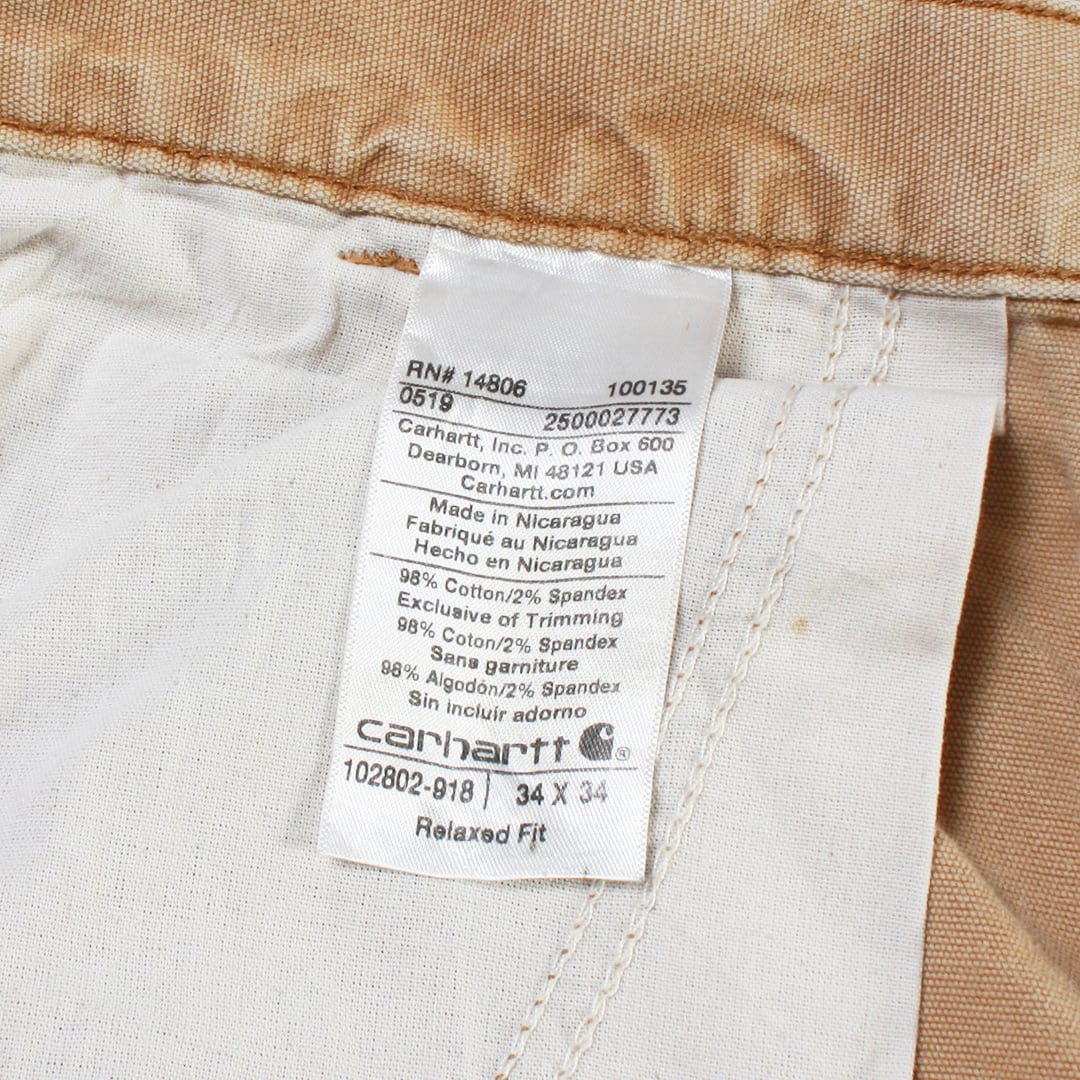 RN# 14806 100135
0519 2500027773
Carhartt, Inc. P. O. Box 600
Dearborn, MI 48121 USA
Carhartt.com
Made in Nicaragua
Fabriqué au Nicaragua
Hecho en Nicaragua
98% Cotton/2% Spandex
Exclusive of Trimming
98% Coton/2% Spandex
Sans garniture
98% Algodón/2% Spandex
Sin incluir adorno
carhartt ®
102802-918 | 34 X 34
Relaxed Fit